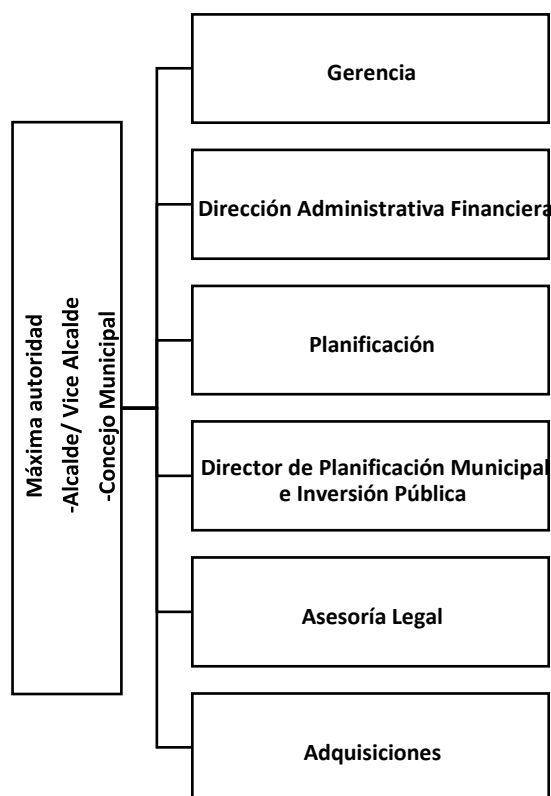 Máxima autoridad
-Alcalde/ Vice Alcalde
-Concejo Municipal
Gerencia
Dirección Administrativa Financiera
Planificación
Director de Planificación Municipal
e Inversión Pública
Asesoría Legal
Adquisiciones